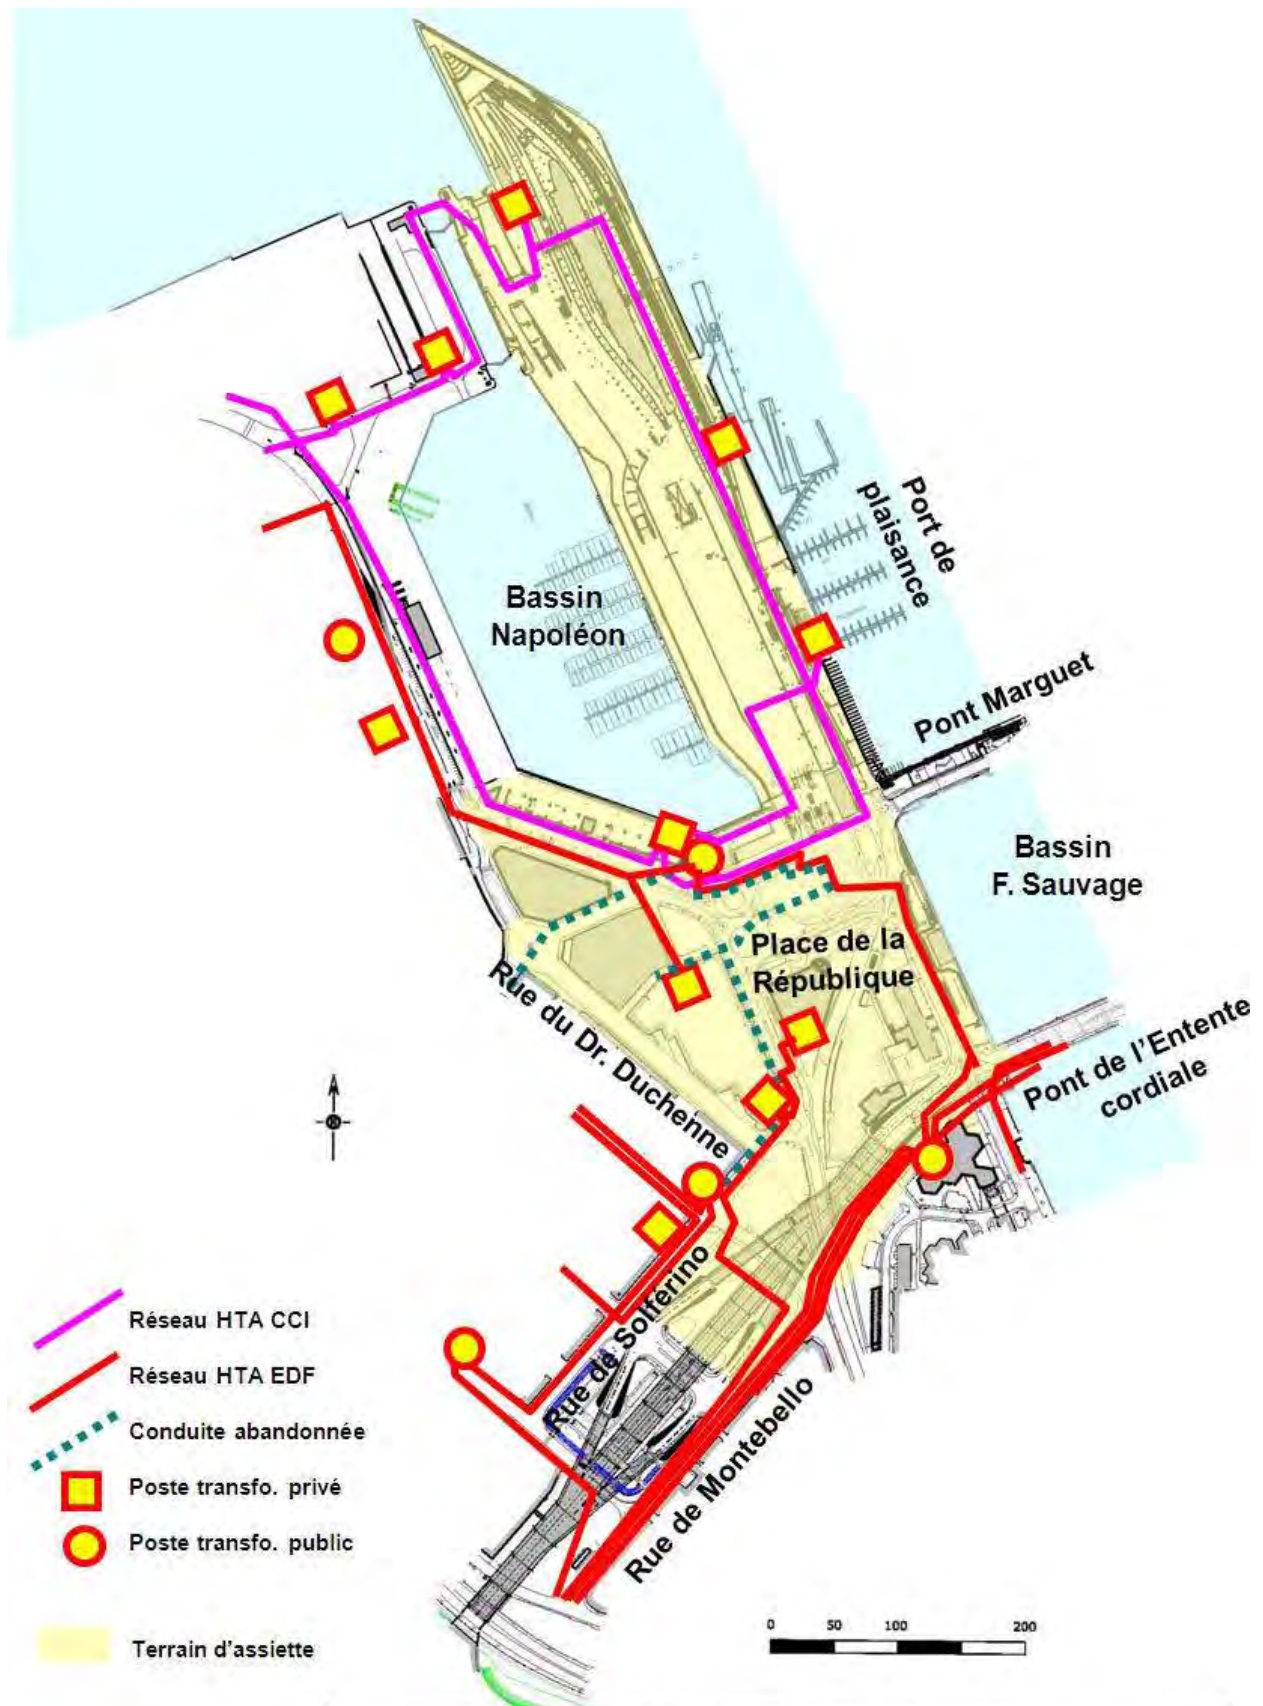 Port de
plaisance
Bassin
Napoléon
Pont Marguet
Bassin
F. Sauvage
Place de la
République
Rue du Dr. Duchenne
Pont de l'Entente
cordiale
Rue de Solférino
Rue de Montebello
Réseau HTA CCI
Réseau HTA EDF
Conduite abandonnée
Poste transfo. privé
Poste transfo. public
Terrain d'assiette
0 50 100 200